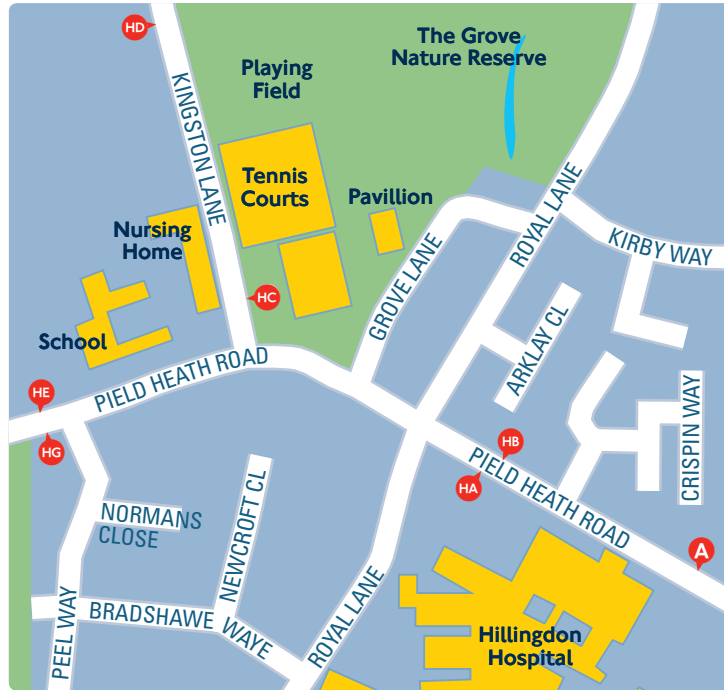 HD
Playing
Field
The Grove
Nature Reserve
KINGSTON LANE
Tennis
Courts
Pavillion
Nursing
Home
ROYAL LANE
KIRBY WAY
GROVE LANE
HC
School
ARKLAY CL
PIELD HEATH ROAD
HE
HG
CRISPIN WAY
HB
HA
PIELD HEATH ROAD
NORMANS
CLOSE
NEWCROFT CL
A
BRADSHAWE WAYE
PEEL WAY
ROYAL LANE
Hillingdon
Hospital